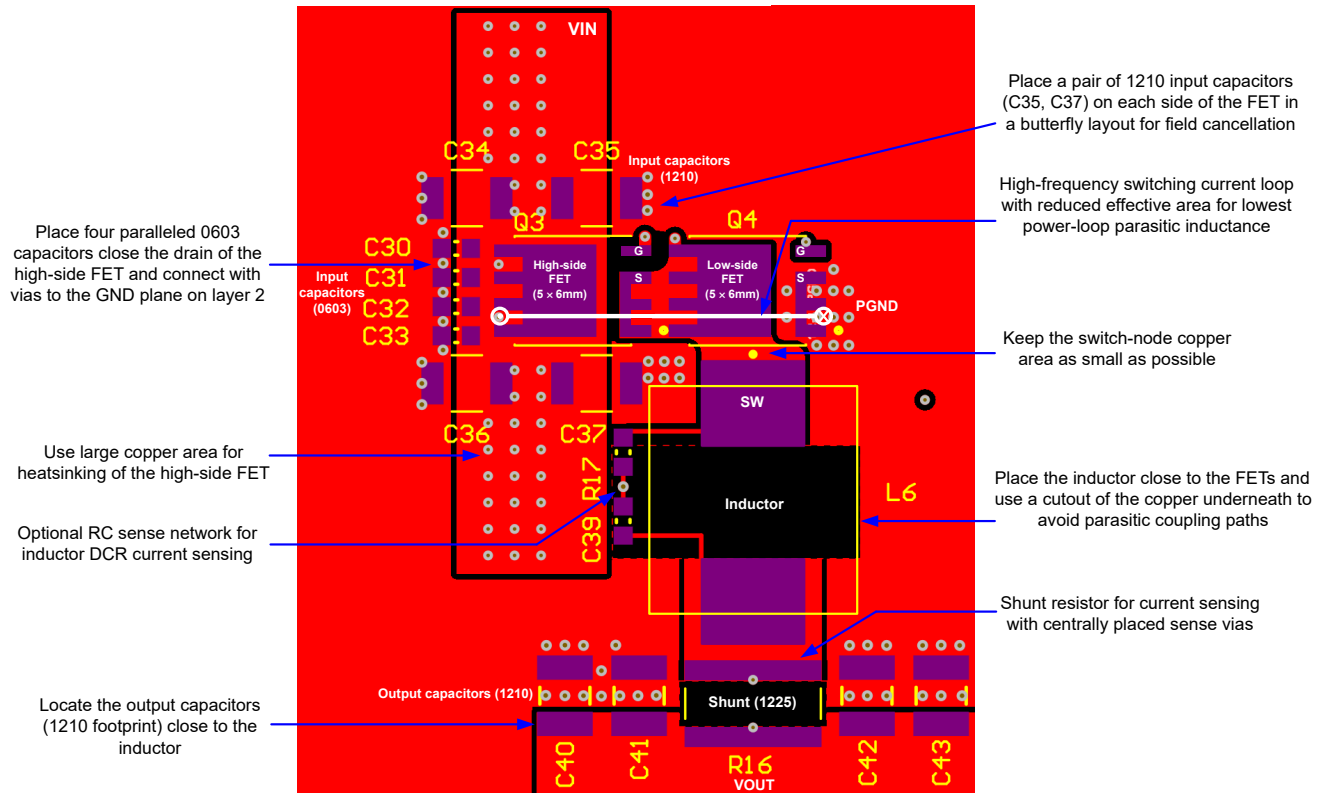 VIN
C34
C35
Input capacitors
(1210)
Q3
Q4
C30
C31
C32
C33
Input
capacitors
(0603)
High-side
FET
(5 × 6mm)
G
S
Low-side
FET
(5 × 6mm)
G
S
PGND
C36
C37
SW
R17
C39
Inductor
L6
Output capacitors (1210)
Shunt (1225)
C40
C41
R16
VOUT
C42
C43
Place four paralleled 0603
capacitors close the drain of the
high-side FET and connect with
vias to the GND plane on layer 2
Use large copper area for
heatsinking of the high-side FET
Optional RC sense network for
inductor DCR current sensing
Locate the output capacitors
(1210 footprint) close to the
inductor
Place a pair of 1210 input capacitors
(C35, C37) on each side of the FET in
a butterfly layout for field cancellation
High-frequency switching current loop
with reduced effective area for lowest
power-loop parasitic inductance
Keep the switch-node copper
area as small as possible
Place the inductor close to the FETs and
use a cutout of the copper underneath to
avoid parasitic coupling paths
Shunt resistor for current sensing
with centrally placed sense vias